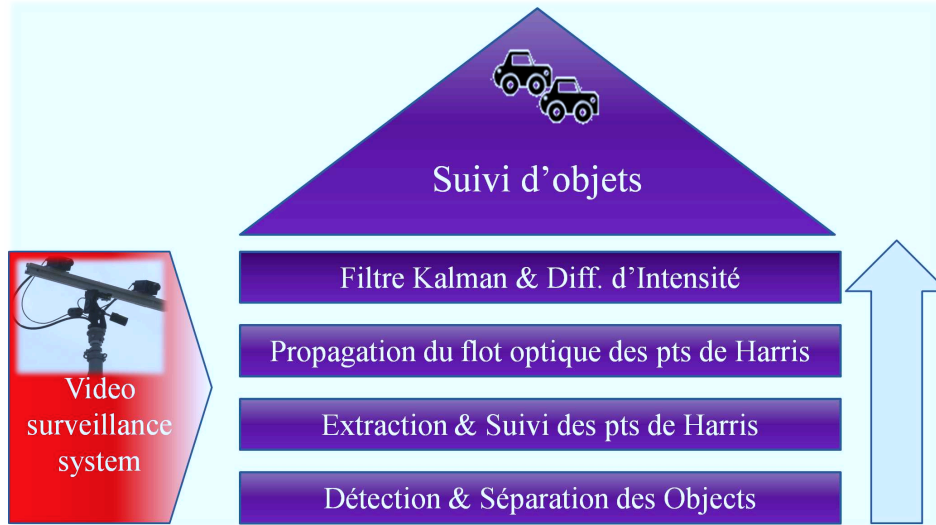 Suivi d’objets
Filtre Kalman & Diff. d’Intensité
Propagation du flot optique des pts de Harris
Extraction & Suivi des pts de Harris
Détection & Séparation des Objects
Video
surveillance
system